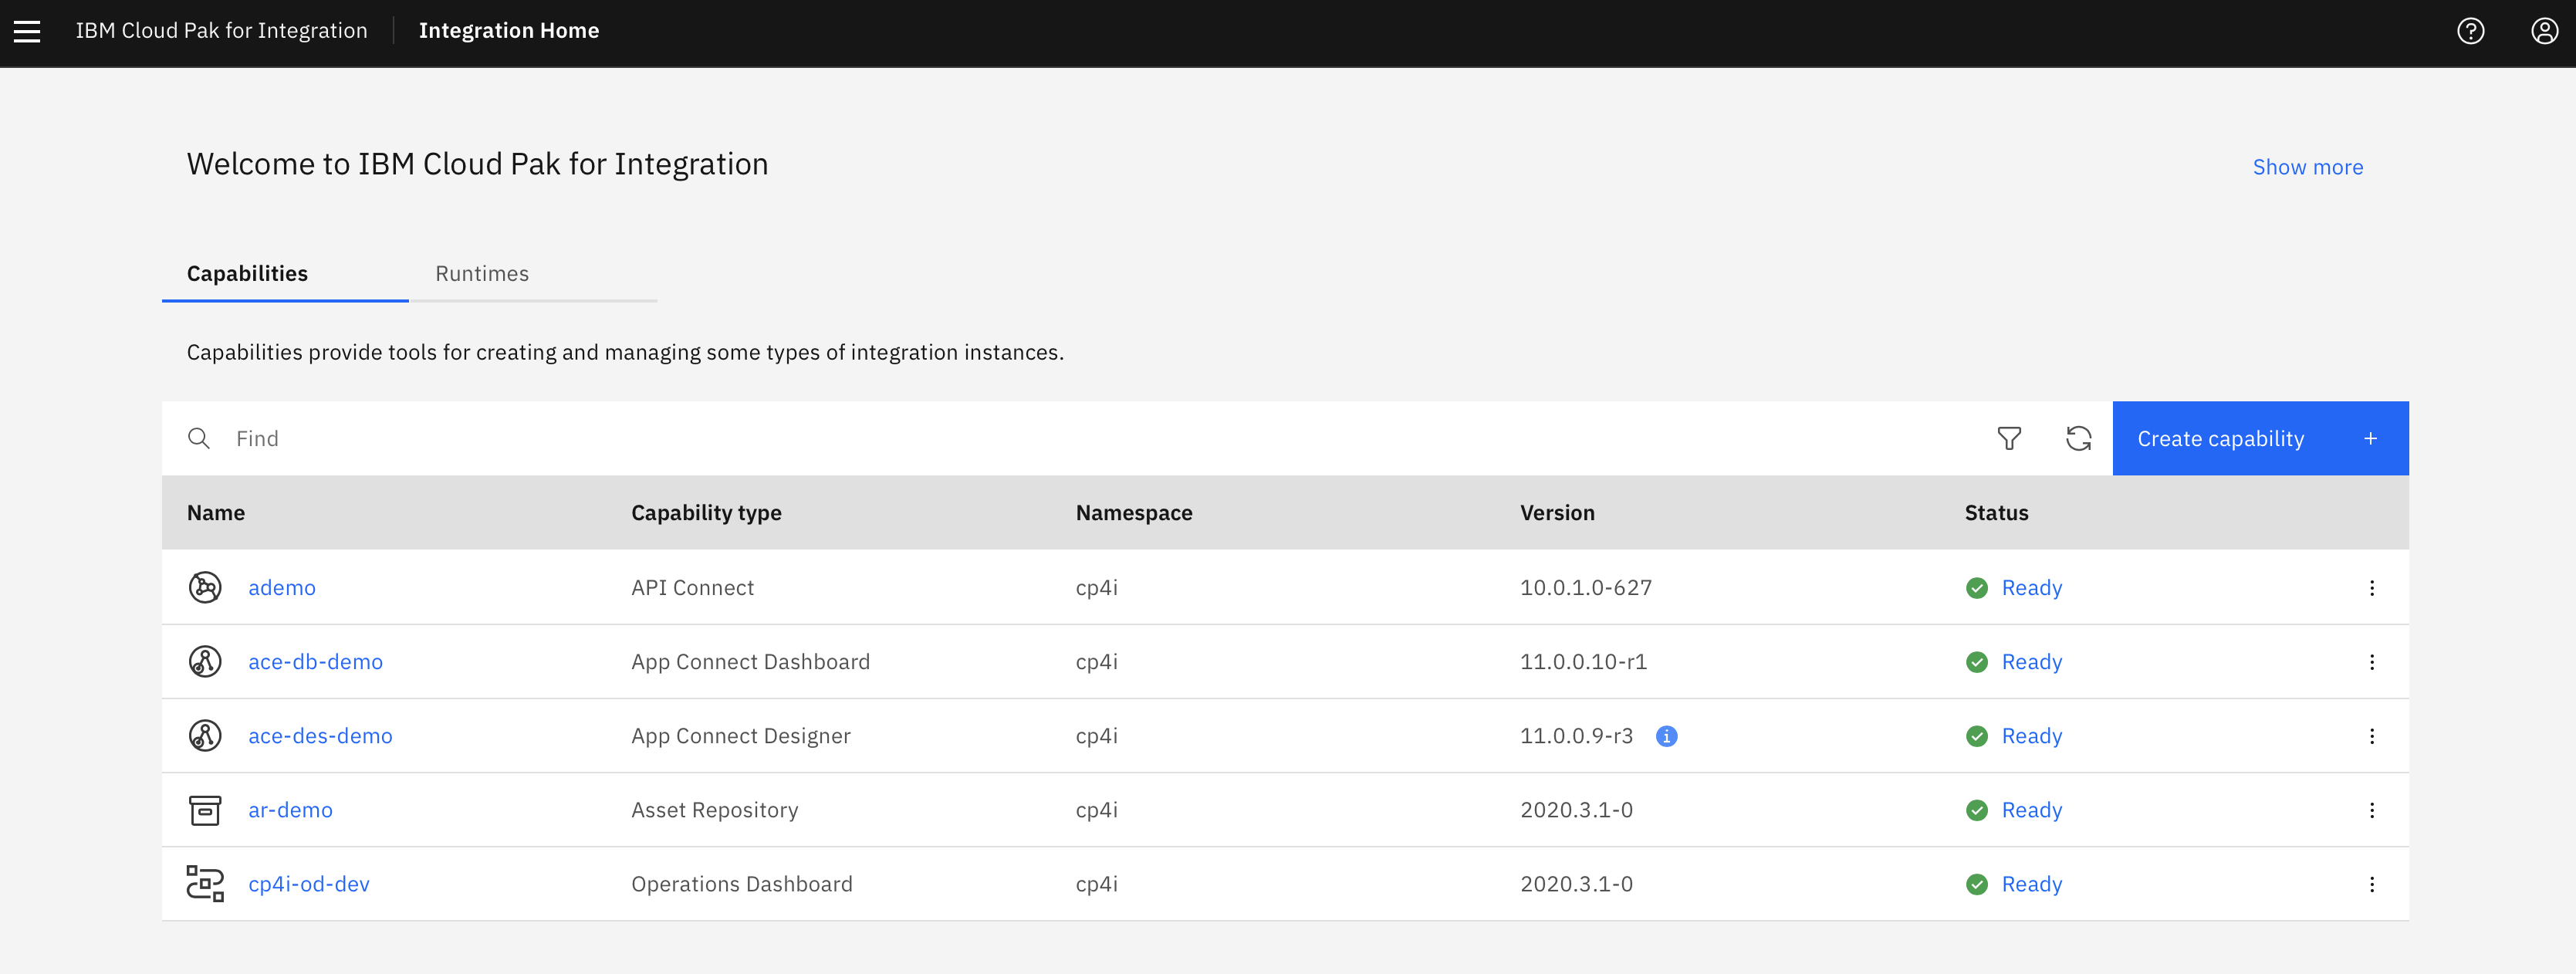 IBM Cloud Pak for Integration Integration Home
Welcome to IBM Cloud Pak for Integration Show more
Capabilities Runtimes
Capabilities provide tools for creating and managing some types of integration instances.
Find Create capability +
Name Capability type Namespace Version Status
ademo API Connect cp4i 10.0.1.0-627 Ready
ace-db-demo App Connect Dashboard cp4i 11.0.0.10-r1 Ready
ace-des-demo App Connect Designer cp4i 11.0.0.9-r3 Ready
ar-demo Asset Repository cp4i 2020.3.1-0 Ready
cp4i-od-dev Operations Dashboard cp4i 2020.3.1-0 Ready